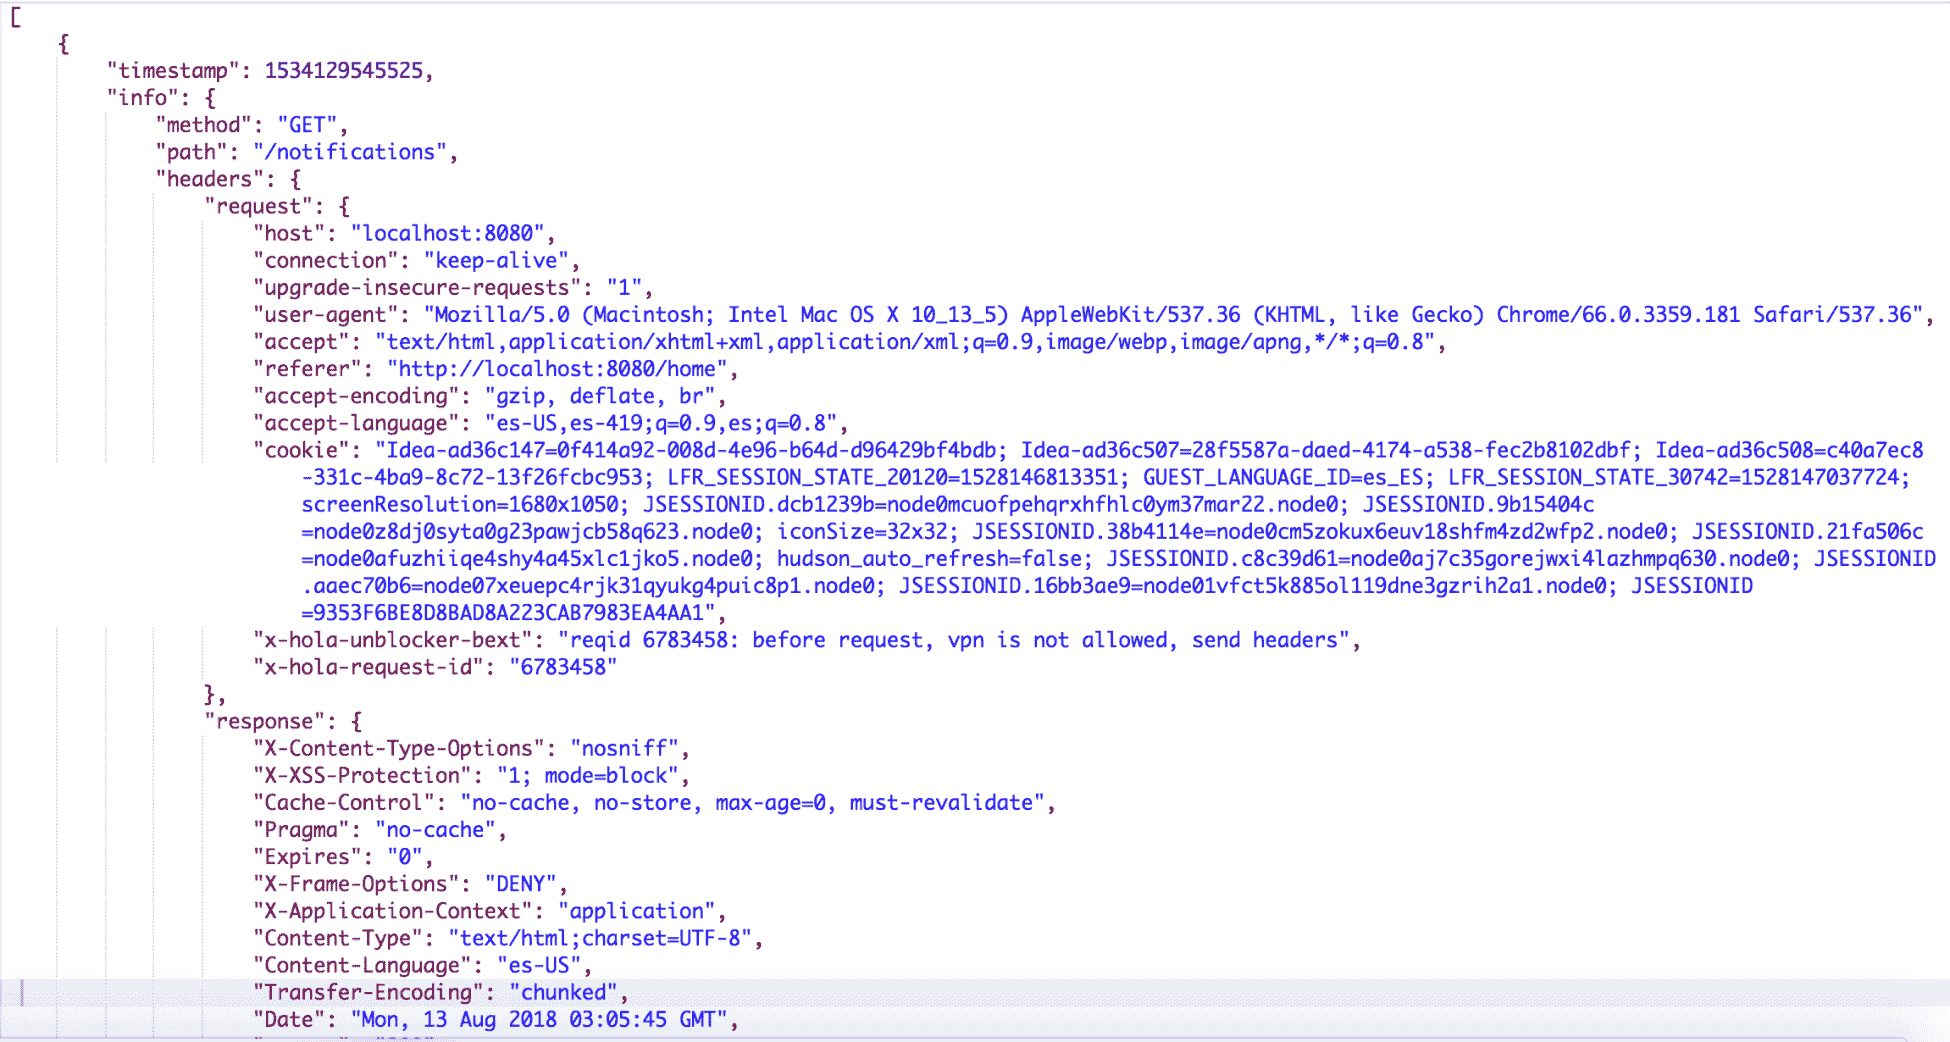 [
{
"timestamp": 1534129545525,
"info": {
"method": "GET",
"path": "/notifications",
"headers": {
"request": {
"host": "localhost:8080",
"connection": "keep-alive",
"upgrade-insecure-requests": "1",
"user-agent": "Mozilla/5.0 (Macintosh; Intel Mac OS X 10_13_5) AppleWebKit/537.36 (KHTML, like Gecko) Chrome/66.0.3359.181 Safari/537.36",
"accept": "text/html,application/xhtml+xml,application/xml;q=0.9,image/webp,image/apng,*/*;q=0.8",
"referer": "http://localhost:8080/home",
"accept-encoding": "gzip, deflate, br",
"accept-language": "es-US,es-419;q=0.9,es;q=0.8",
"cookie": "Idea-ad36c147=0f414a92-008d-4e96-b64d-d96429bf4bdb; Idea-ad36c507=28f5587a-daed-4174-a538-fec2b8102dbf; Idea-ad36c508=c40a7ec8
-331c-4ba9-8c72-13f26fcbc953; LFR_SESSION_STATE_20120=1528146813351; GUEST_LANGUAGE_ID=es_ES; LFR_SESSION_STATE_30742=1528147037724;
screenResolution=1680x1050; JSESSIONID.dcb1239b=node0mcuofpehqrxhfhlc0ym37mar22.node0; JSESSIONID.9b15404c
=node0z8dj0syta0g23pawjcb58q623.node0; iconSize=32x32; JSESSIONID.38b4114e=node0cm5zokux6euv18shfm4zd2wfp2.node0; JSESSIONID.21fa506c
=node0afuzhiiqe4shy4a45xlc1jko5.node0; hudson_auto_refresh=false; JSESSIONID.c8c39d61=node0aj7c35gorejwxi4lazhmpq630.node0; JSESSIONID
.aaec70b6=node07xeuepc4rjk31qyukg4puic8p1.node0; JSESSIONID.16bb3ae9=node01vfct5k885ol119dne3gzrih2a1.node0; JSESSIONID
=9353F6BE8D8BAD8A223CAB7983EA4AA1",
"x-hola-unblocker-bext": "reqid 6783458: before request, vpn is not allowed, send headers",
"x-hola-request-id": "6783458"
},
"response": {
"X-Content-Type-Options": "nosniff",
"X-XSS-Protection": "1; mode=block",
"Cache-Control": "no-cache, no-store, max-age=0, must-revalidate",
"Pragma": "no-cache",
"Expires": "0",
"X-Frame-Options": "DENY",
"X-Application-Context": "application",
"Content-Type": "text/html;charset=UTF-8",
"Content-Language": "es-US",
"Transfer-Encoding": "chunked",
"Date": "Mon, 13 Aug 2018 03:05:45 GMT",